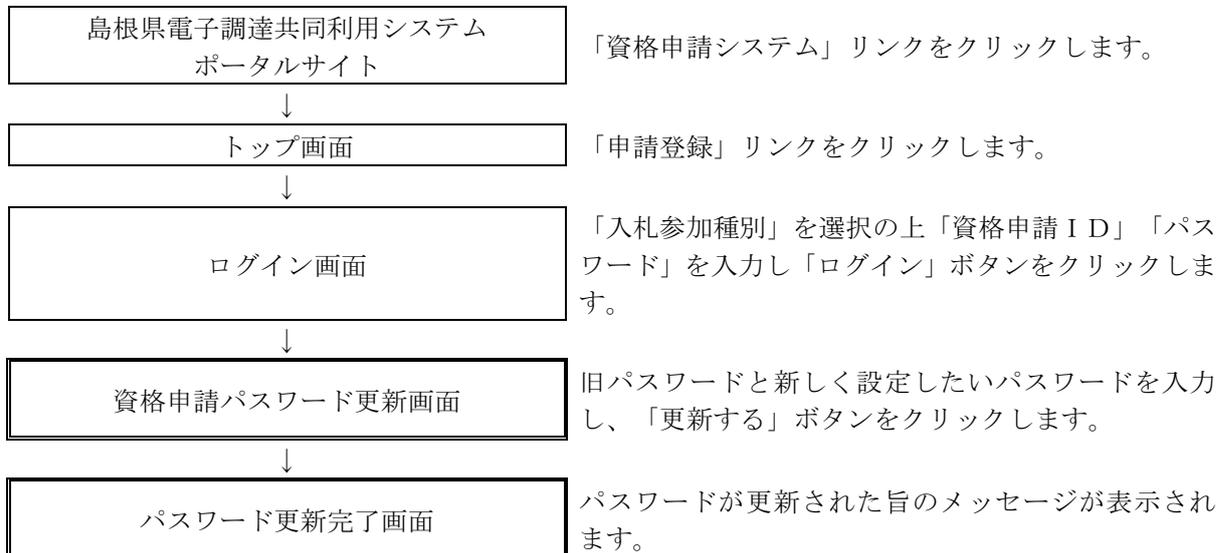 島根県電子調達共同利用システム
ポータルサイト
「資格申請システム」リンクをクリックします。
↓
トップ画面
「申請登録」リンクをクリックします。
↓
ログイン画面
「入札参加種別」を選択の上「資格申請ＩＤ」「パス
ワード」を入力し「ログイン」ボタンをクリックしま
す。
↓
資格申請パスワード更新画面
旧パスワードと新しく設定したいパスワードを入力
し、「更新する」ボタンをクリックします。
↓
パスワード更新完了画面
パスワードが更新された旨のメッセージが表示され
ます。